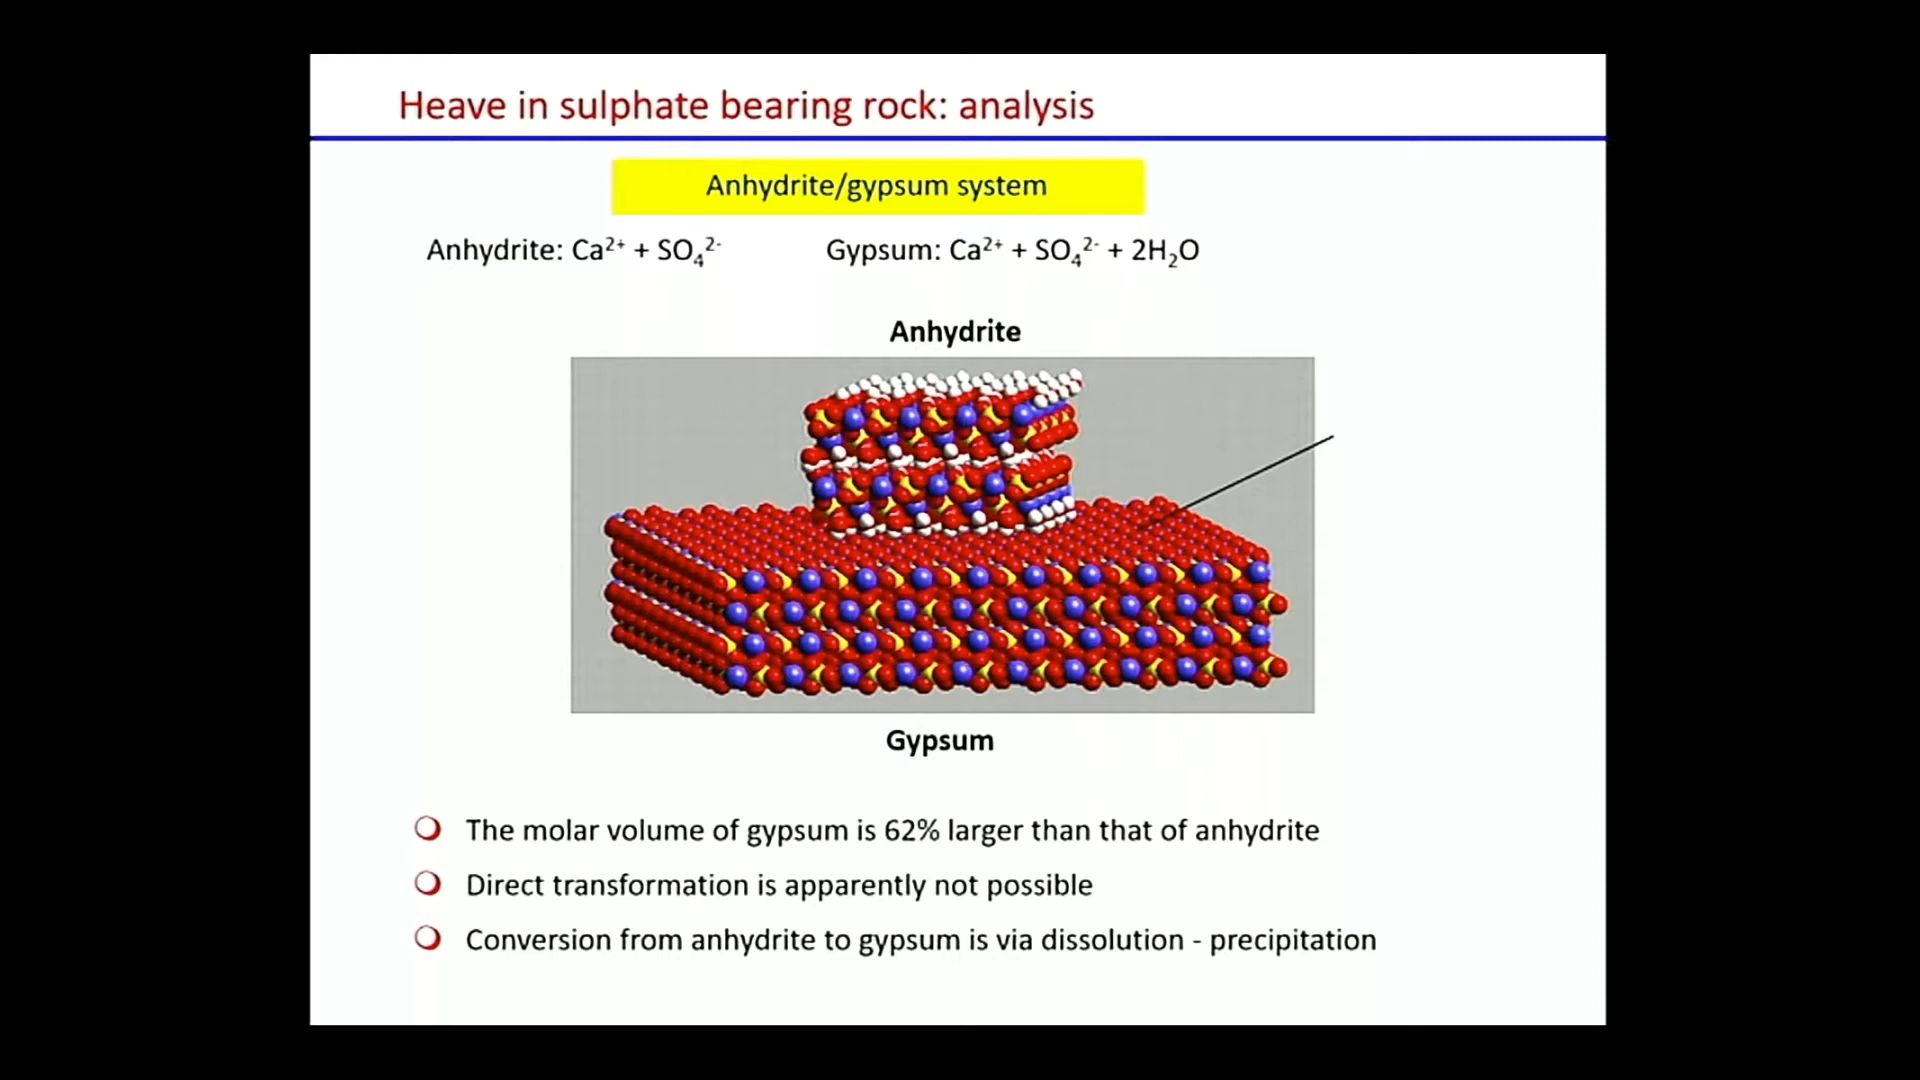 Heave in sulphate bearing rock: analysis
Anhydrite/gypsum system
Anhydrite: Ca²⁺ + SO₄²⁻
Gypsum: Ca²⁺ + SO₄²⁻ + 2H₂O
Anhydrite
Gypsum
The molar volume of gypsum is 62% larger than that of anhydrite
Direct transformation is apparently not possible
Conversion from anhydrite to gypsum is via dissolution - precipitation